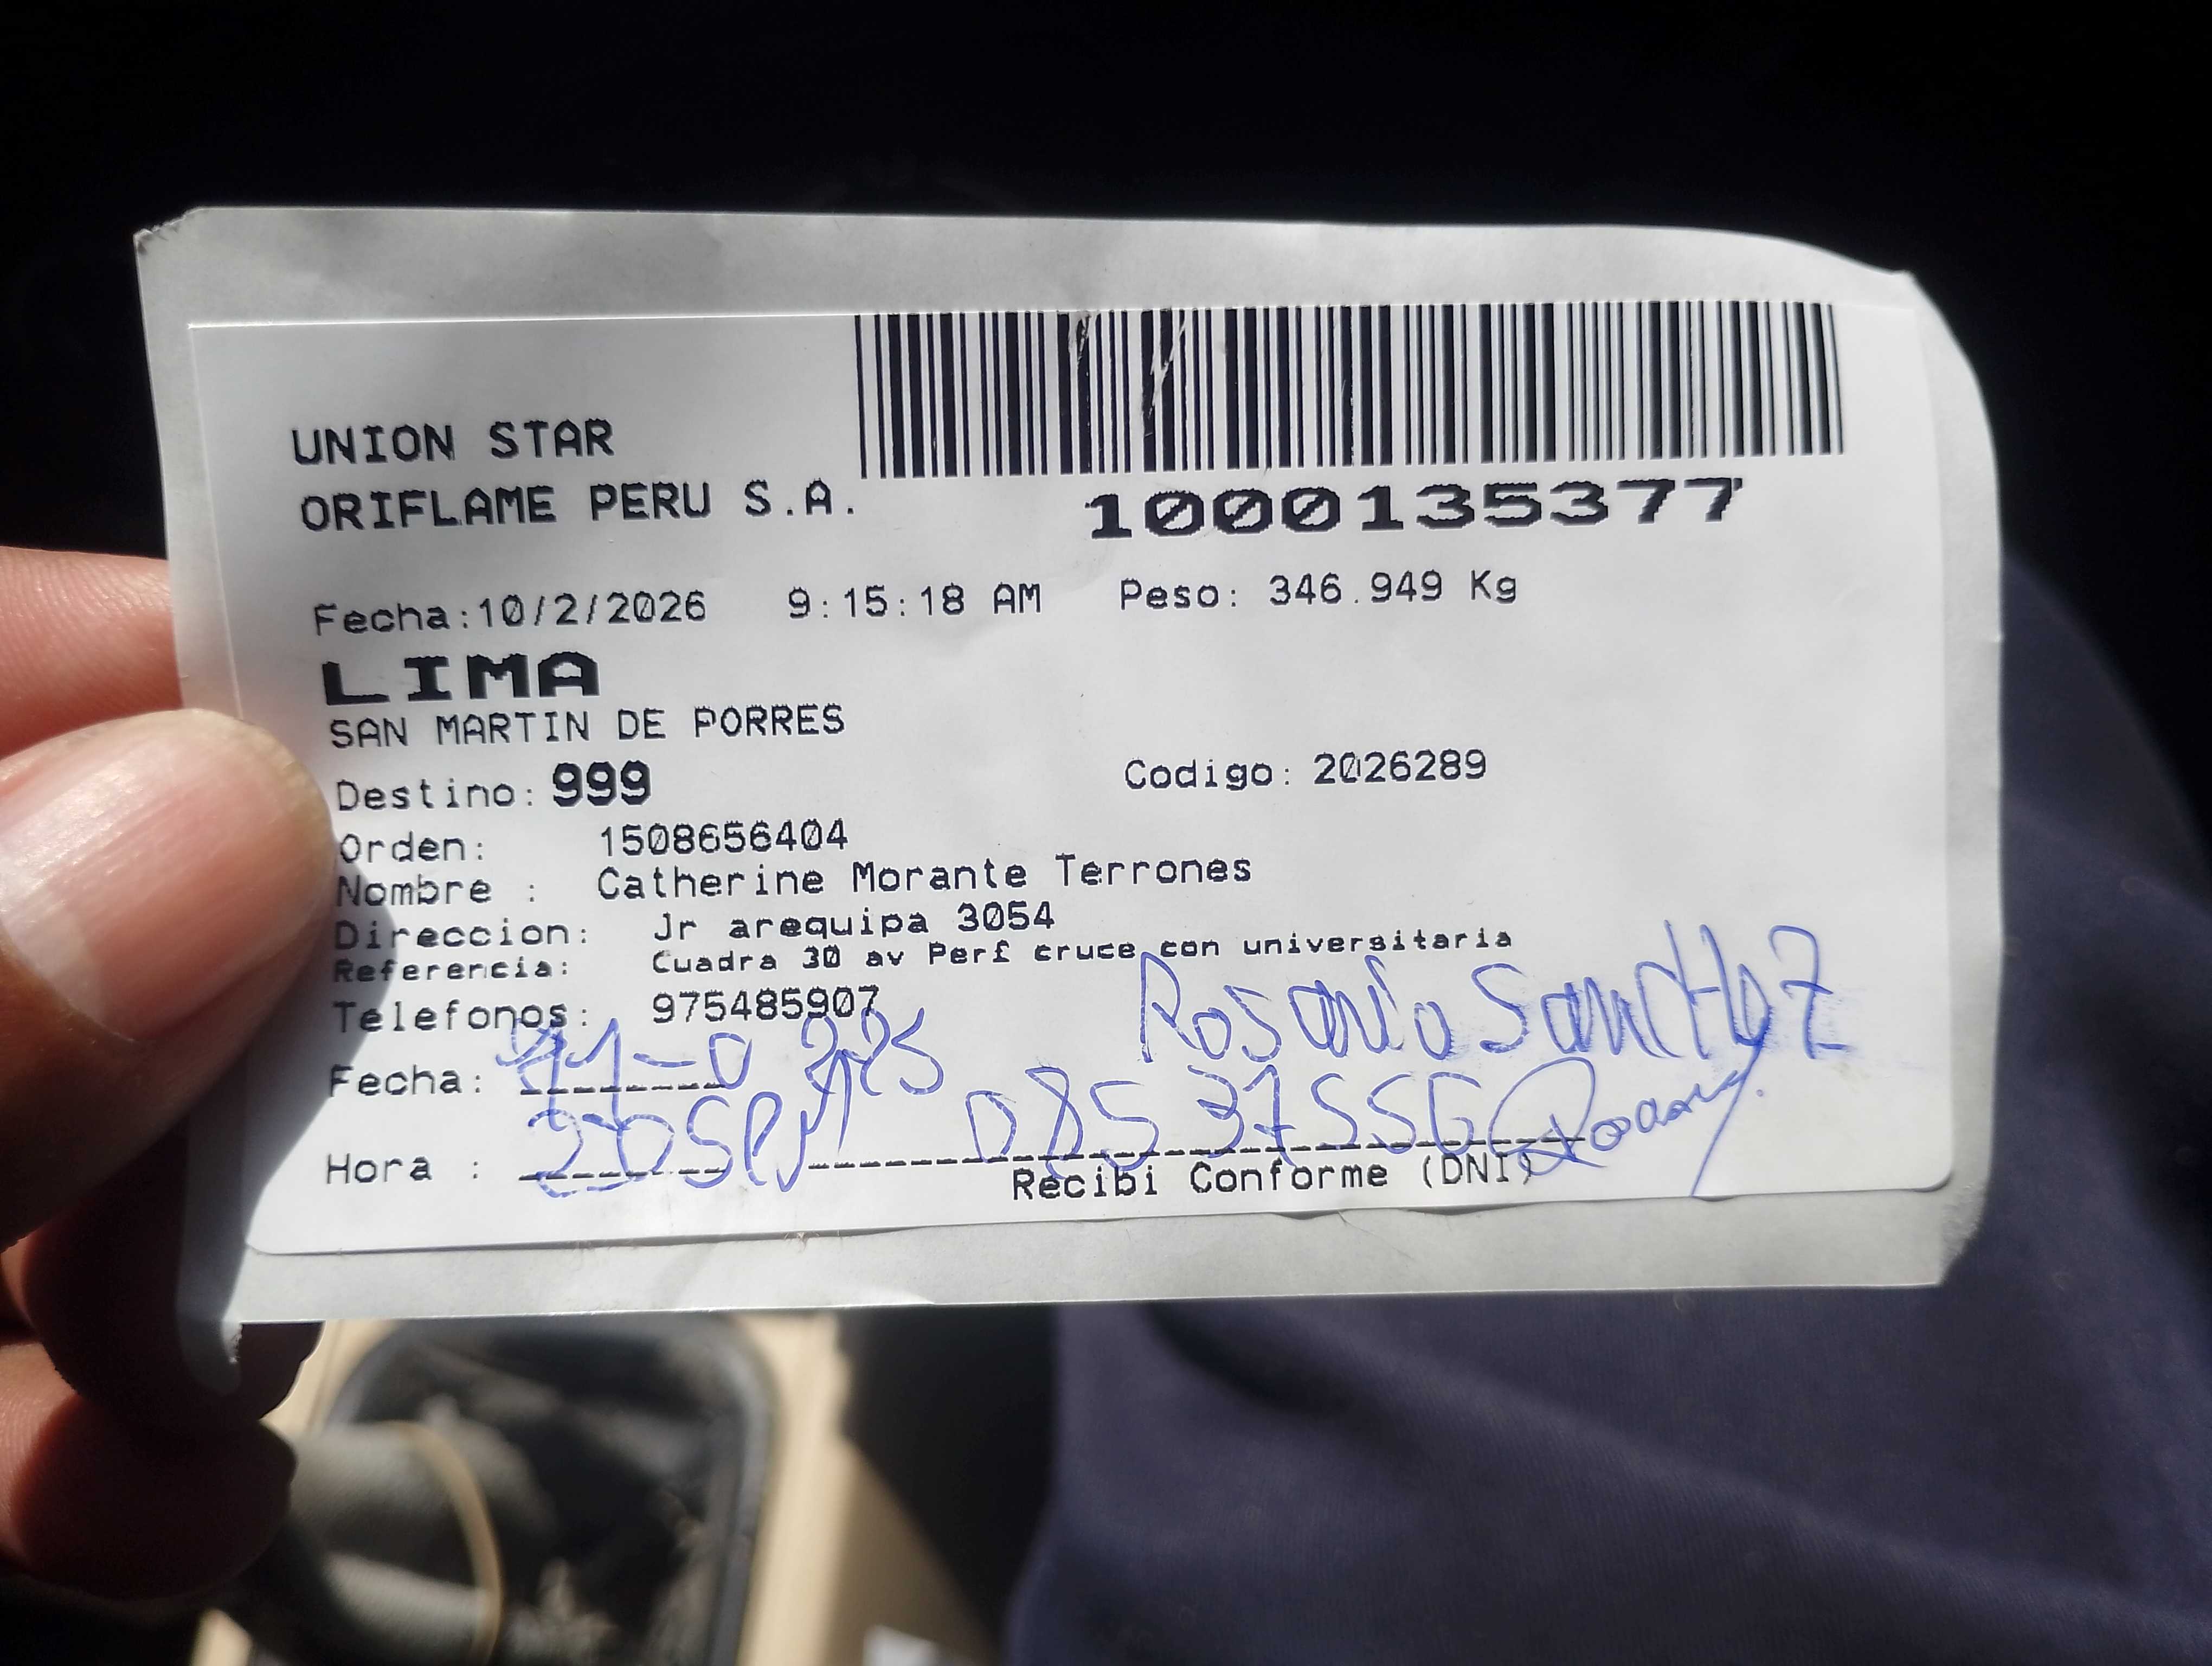 UNION STAR
ORIFLAME PERU S.A.
1000135377
Fecha:10/2/2026 9:15:18 AM Peso: 346.949 Kg
LIMA
SAN MARTIN DE PORRES
Destino: 999 Codigo: 2026289
Orden: 1508656404
Nombre : Catherine Morante Terrones
Direccion: Jr arequipa 3054
Referencia: Cuadra 30 av Perf cruce con universitaria
Telefonos: 975485907
Rosario Sanchez
Fecha:
Hora :
Recibi Conforme (DNI)